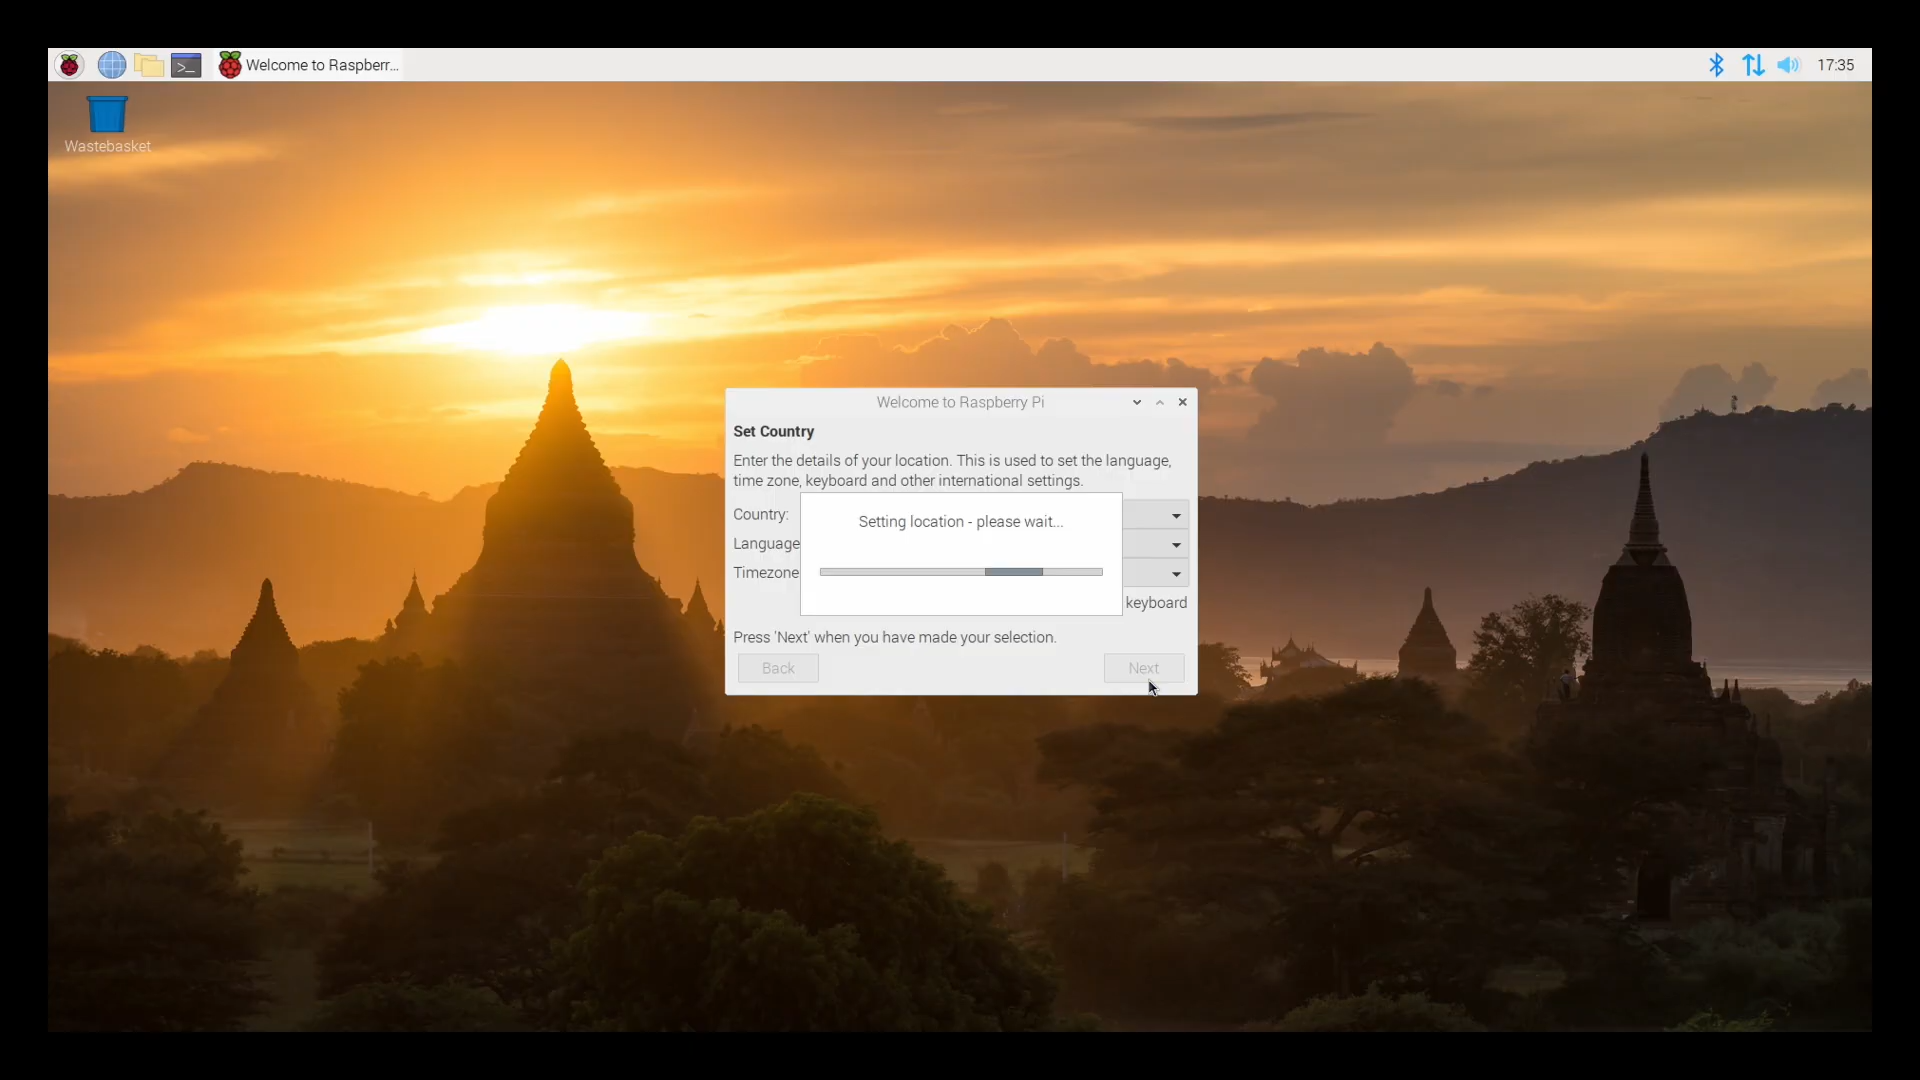 Welcome to Raspberr...
17:35
Wastebasket
Welcome to Raspberry Pi
Set Country
Enter the details of your location. This is used to set the language,
time zone, keyboard and other international settings.
Country:
Setting location - please wait...
Language
Timezone
keyboard
Press 'Next' when you have made your selection.
Back
Next